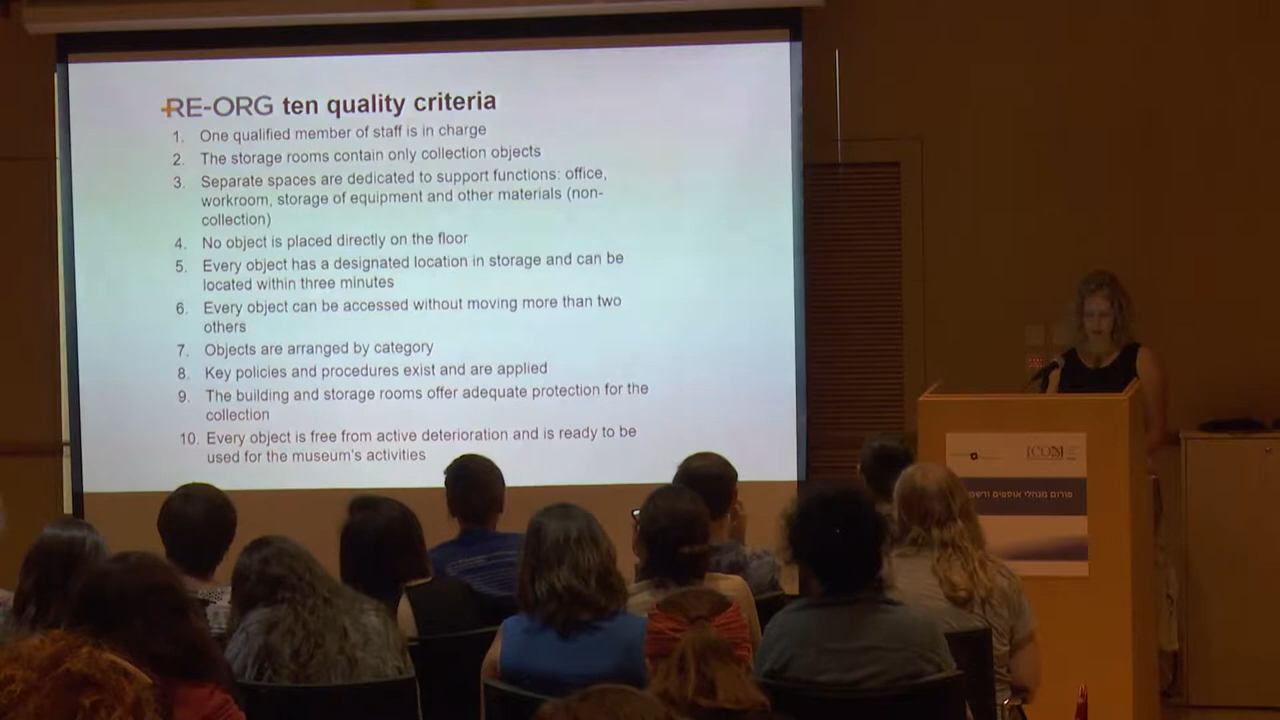 RE-ORG ten quality criteria
1. One qualified member of staff is in charge
2. The storage rooms contain only collection objects
3. Separate spaces are dedicated to support functions: office,
workroom, storage of equipment and other materials (non-
collection)
4. No object is placed directly on the floor
5. Every object has a designated location in storage and can be
located within three minutes
6. Every object can be accessed without moving more than two
others
7. Objects are arranged by category
8. Key policies and procedures exist and are applied
9. The building and storage rooms offer adequate protection for the
collection
10. Every object is free from active deterioration and is ready to be
used for the museum's activities
ICOM
פורום מנהלי אוספים